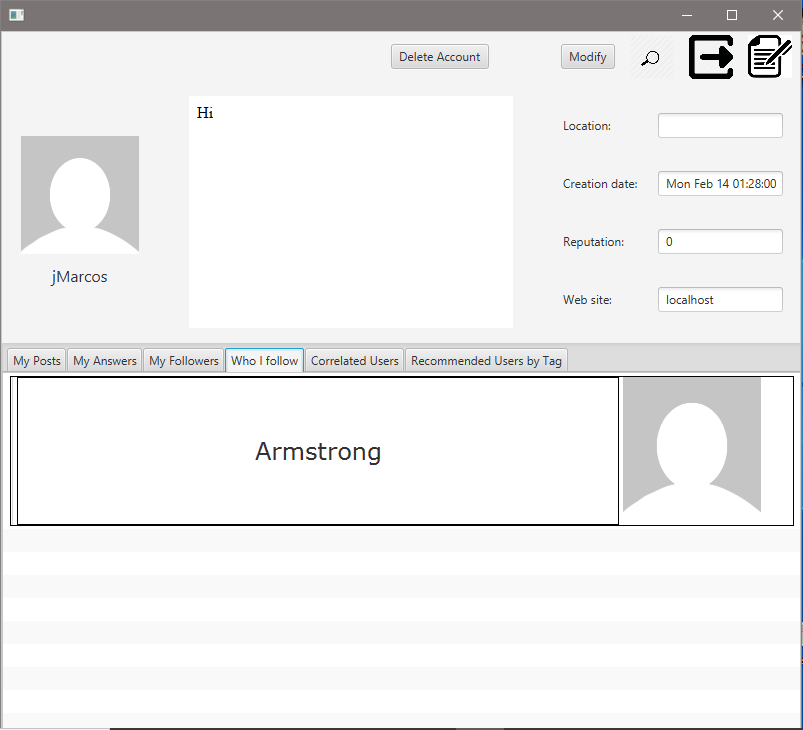 Delete Account
Modify
Hi
jMarcos
Location:
Creation date: Mon Feb 14 01:28:00
Reputation: 0
Web site: localhost
My Posts My Answers My Followers Who I follow Correlated Users Recommended Users by Tag
Armstrong